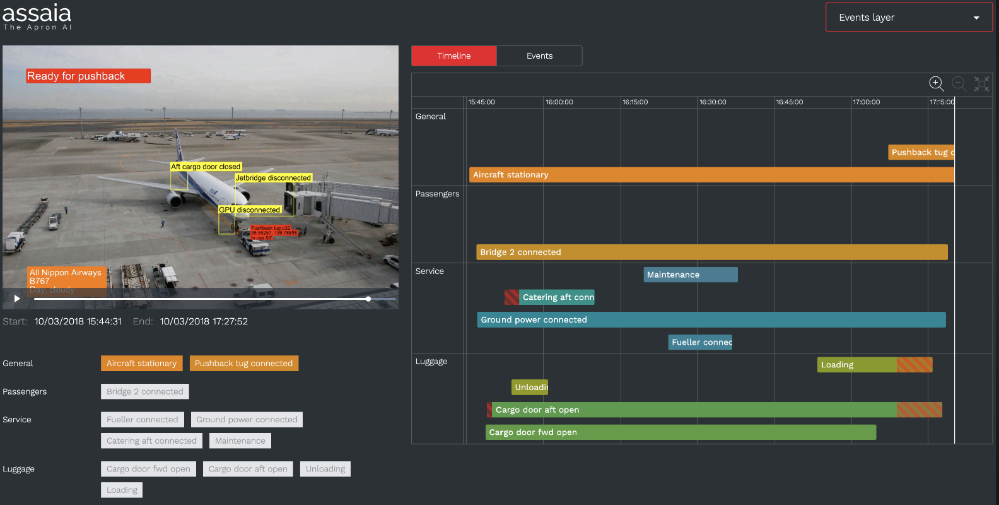 assaia
The Apron AI
Events layer
Ready for pushback
Aft cargo door closed
Jetbridge disconnected
GPU disconnected
Pushback tug p32
35.55257, 139.78858
In use 53'
All Nippon Airways
B767
Day, cloudy
Start: 10/03/2018 15:44:31 End: 10/03/2018 17:27:52
General Aircraft stationary Pushback tug connected
Passengers Bridge 2 connected
Service Fueller connected Ground power connected
Catering aft connected Maintenance
Luggage Cargo door fwd open Cargo door aft open Unloading
Loading
Timeline Events
15:45:00 16:00:00 16:15:00 16:30:00 16:45:00 17:00:00 17:15:00
General
Pushback tug c
Aircraft stationary
Passengers
Bridge 2 connected
Service
Maintenance
Catering aft conn
Ground power connected
Fueller connec
Luggage
Loading
Unloadin
Cargo door aft open
Cargo door fwd open